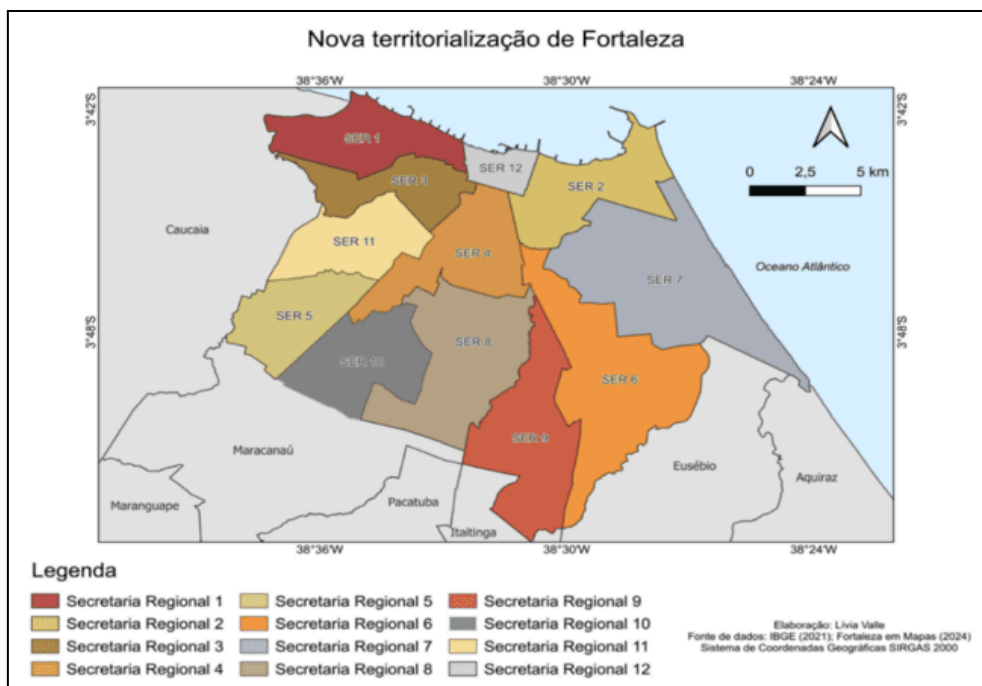 Nova territorialização de Fortaleza
38°36'W 38°30'W 38°24'W
3°42'S 3°42'S
SER 1
SER 12
SER 3
SER 2
0 2,5 5 km
Caucaia
SER 11
SER 4
SER 7
Oceano Atlântico
SER 5
3°48'S 3°48'S
SER 8
SER 10
SER 6
SER 9
Maracanaú
Eusébio
Aquiraz
Maranguape
Pacatuba
Itaitinga
38°36'W 38°30'W 38°24'W
Legenda
Secretaria Regional 1
Secretaria Regional 2
Secretaria Regional 3
Secretaria Regional 4
Secretaria Regional 5
Secretaria Regional 6
Secretaria Regional 7
Secretaria Regional 8
Secretaria Regional 9
Secretaria Regional 10
Secretaria Regional 11
Secretaria Regional 12
Elaboração: Lívia Valle
Fonte de dados: IBGE (2021); Fortaleza em Mapas (2024)
Sistema de Coordenadas Geográficas SIRGAS 2000